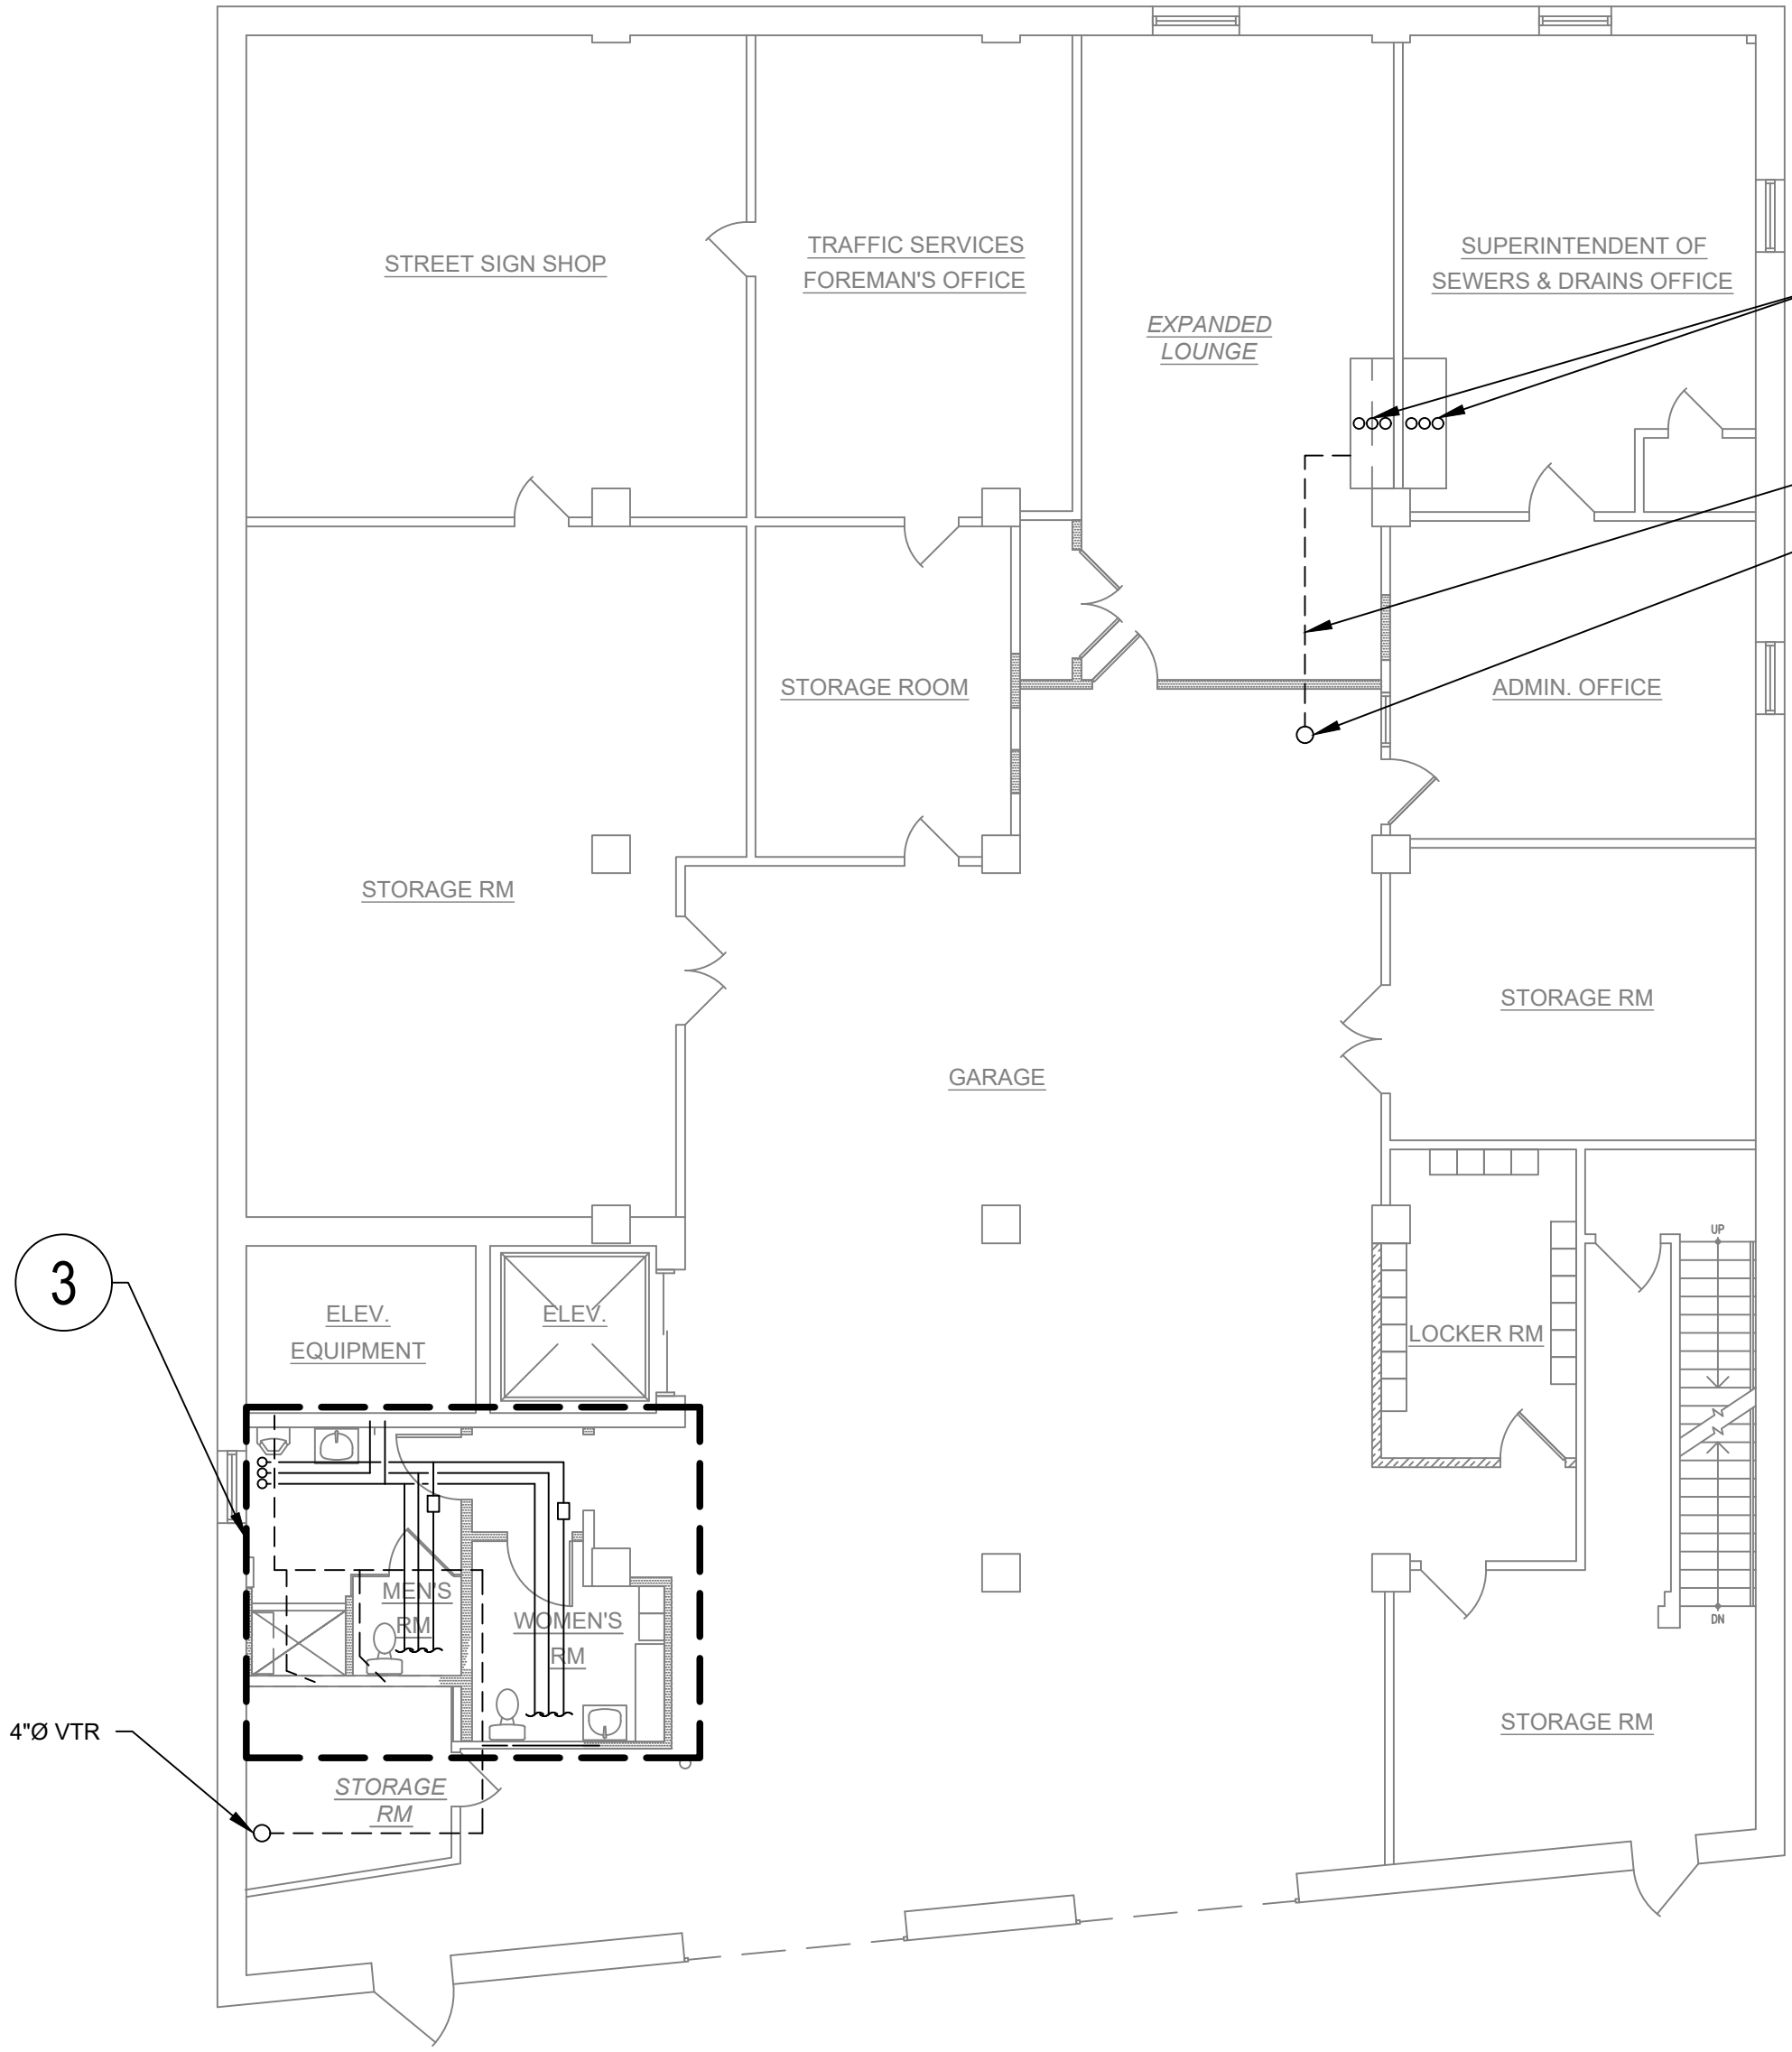 STREET SIGN SHOP
TRAFFIC SERVICES
FOREMAN'S OFFICE
EXPANDED
LOUNGE
SUPERINTENDENT OF
SEWERS & DRAINS OFFICE
STORAGE ROOM
ADMIN. OFFICE
STORAGE RM
STORAGE RM
GARAGE
UP
3
ELEV.
EQUIPMENT
ELEV.
LOCKER RM
MEN'S
RM
WOMEN'S
RM
DN
4"Ø VTR
STORAGE
RM
STORAGE RM